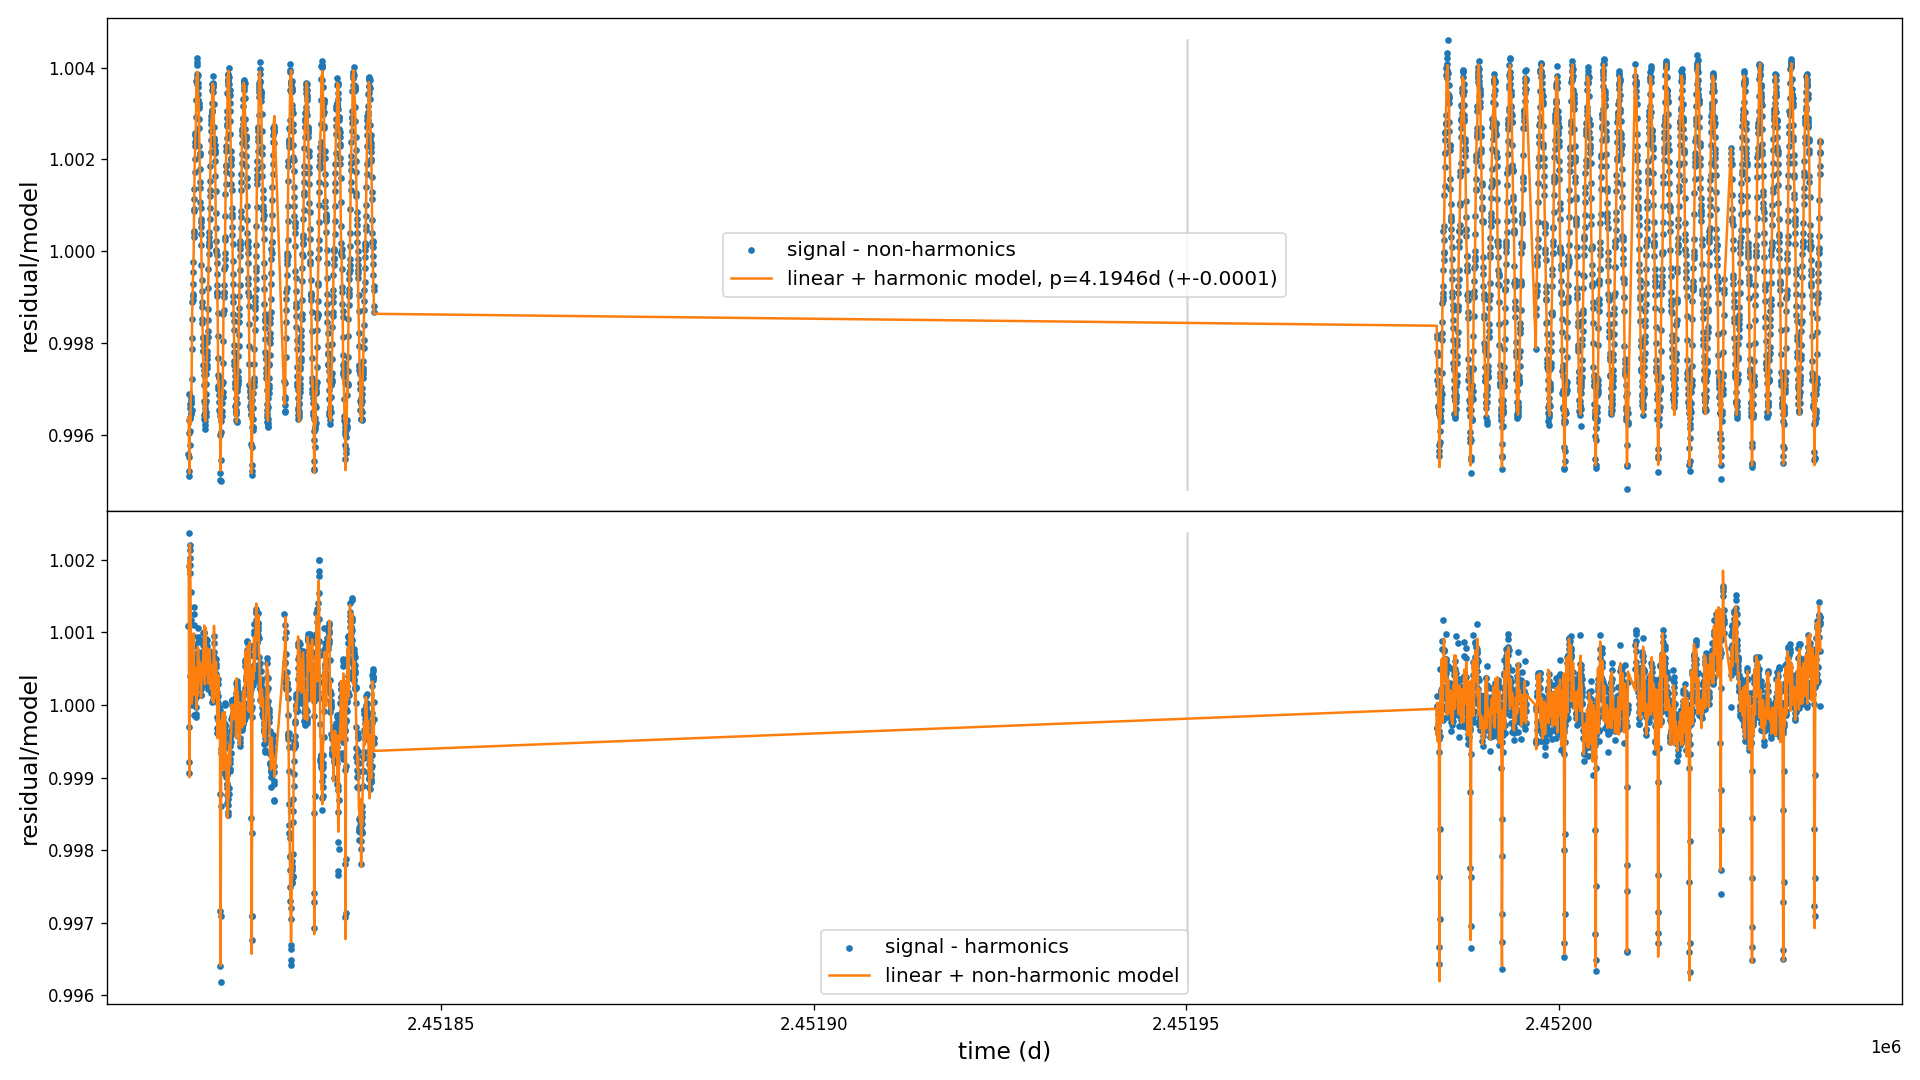 1.004
1.002
1.000
0.998
0.996
residual/model
signal - non-harmonics
linear + harmonic model, p=4.1946d (+-0.0001)
1.002
1.001
1.000
0.999
0.998
0.997
0.996
residual/model
signal - harmonics
linear + non-harmonic model
2.45185
2.45190
2.45195
2.45200
1e6
time (d)